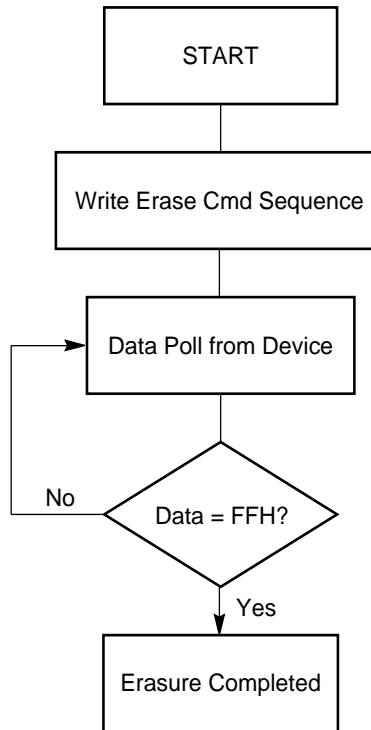 START
Write Erase Cmd Sequence
Data Poll from Device
No
Data = FFH?
Yes
Erasure Completed